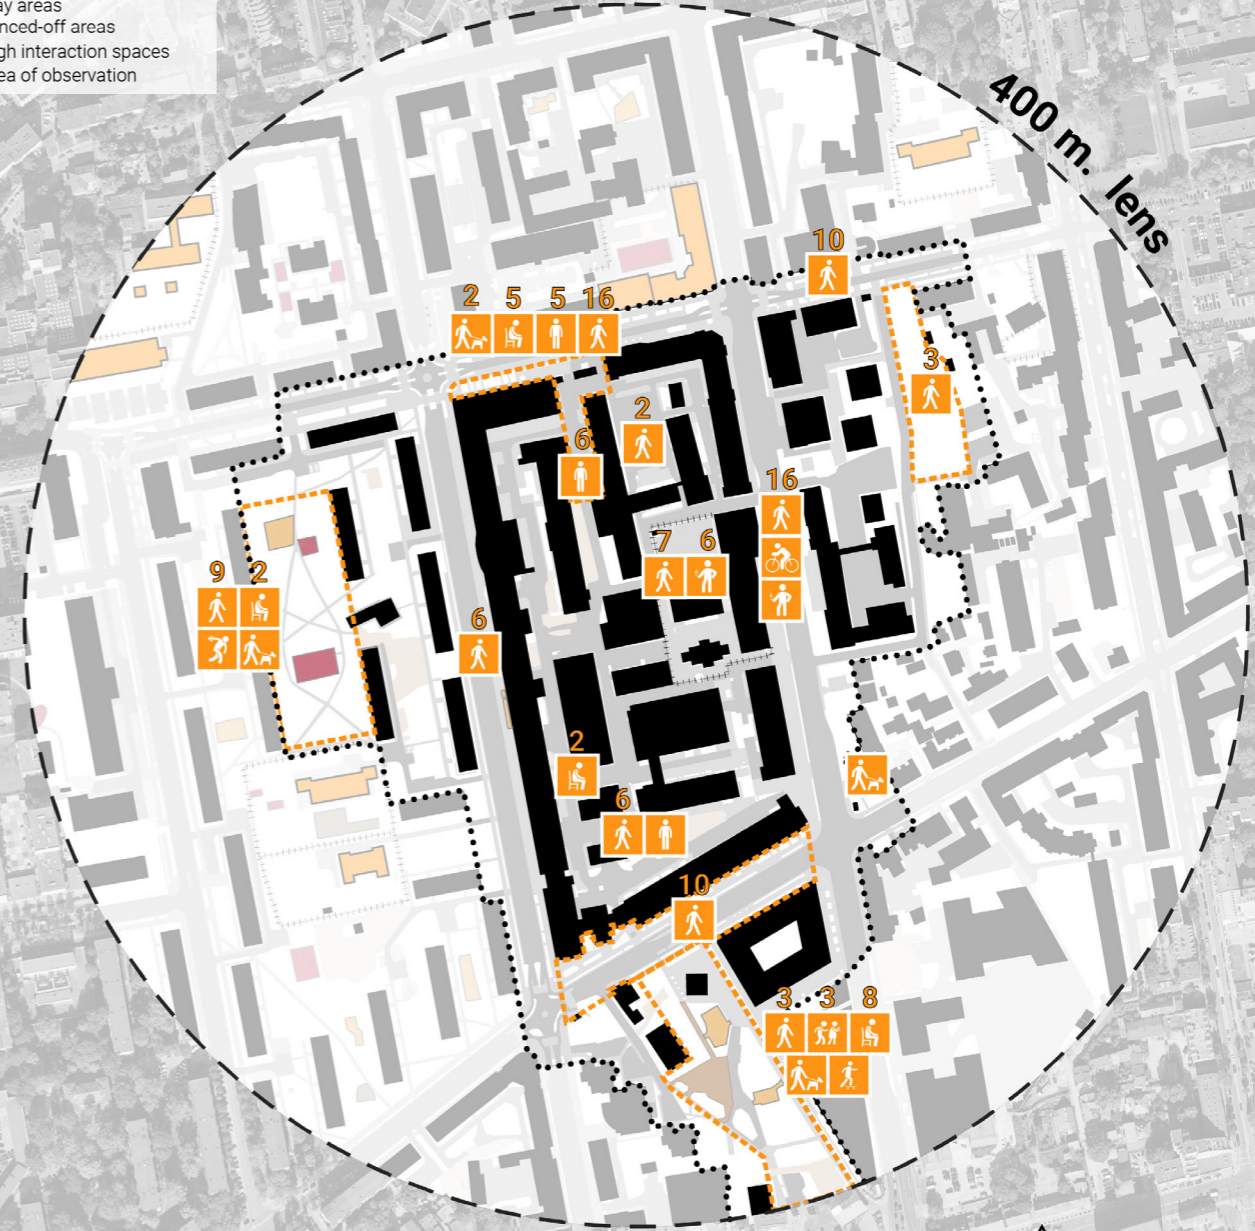 ay areas
nced-off areas
gh interaction spaces
ea of observation
400 m. lens
10
2 5 5 16
3
2
6
16
7 6
9 2
6
2
6
10
3 3 8